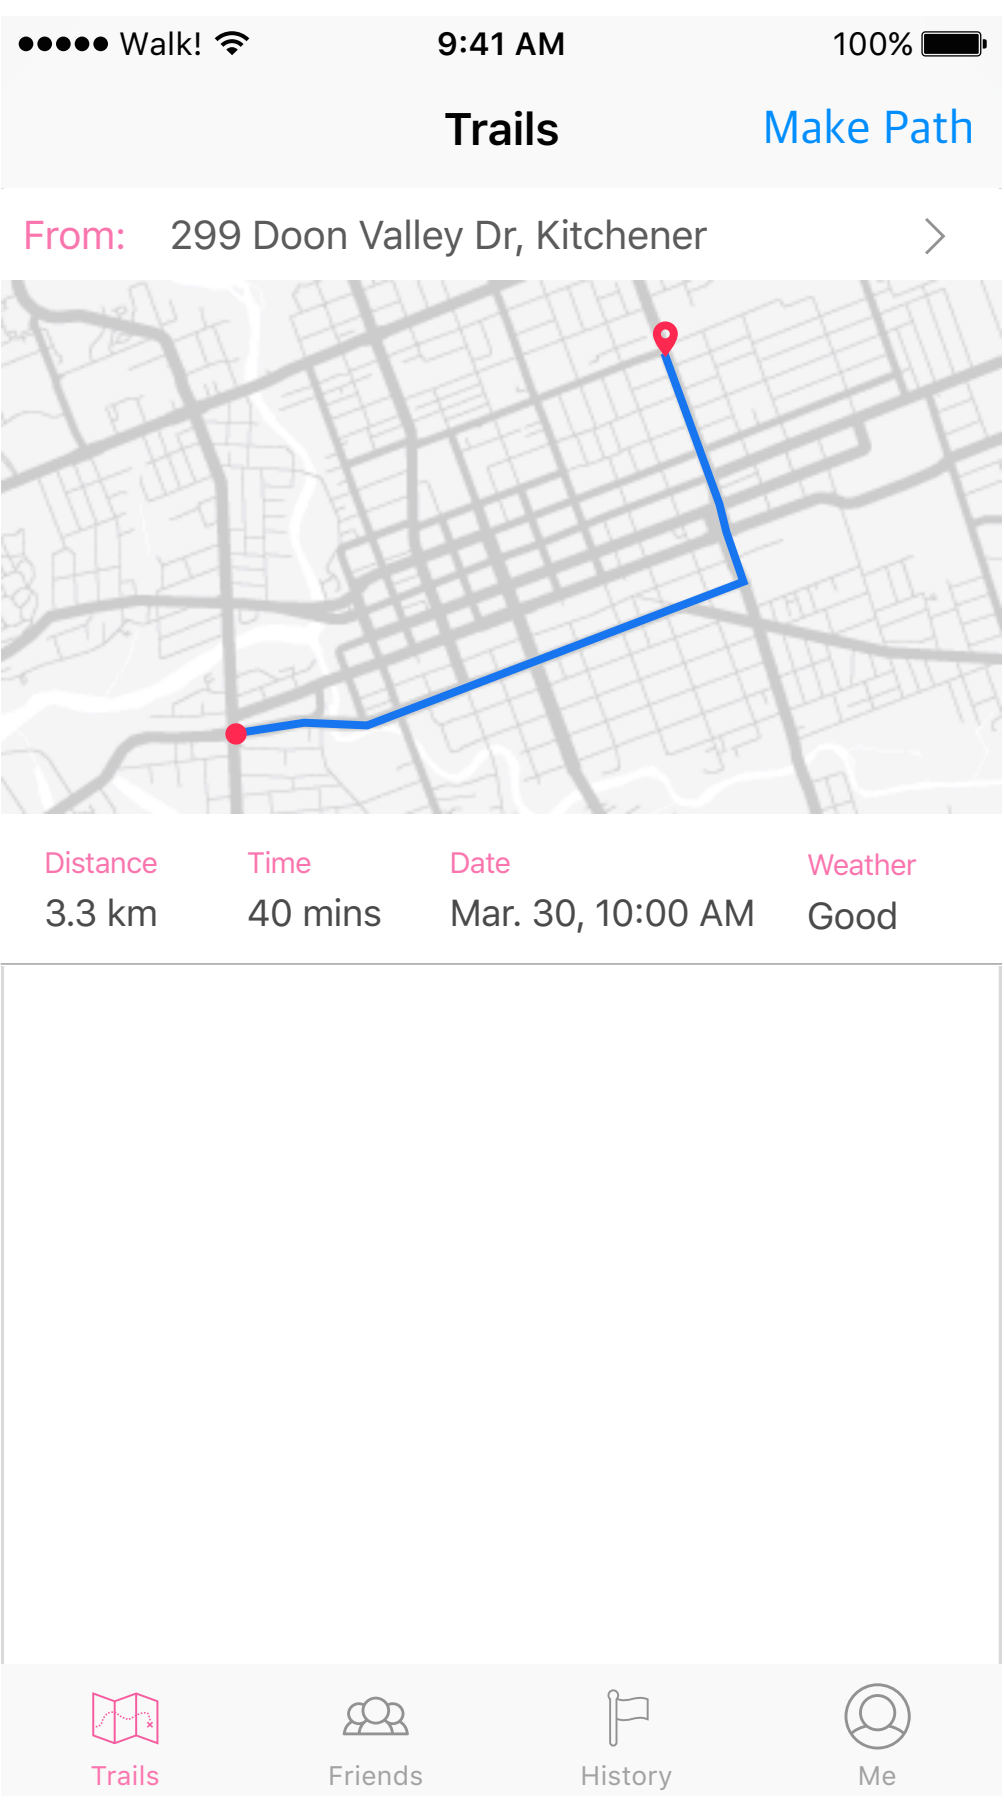 Walk! 9:41 AM 100%
Trails Make Path
From: 299 Doon Valley Dr, Kitchener
Distance Time Date Weather
3.3 km 40 mins Mar. 30, 10:00 AM Good
Trails Friends History Me